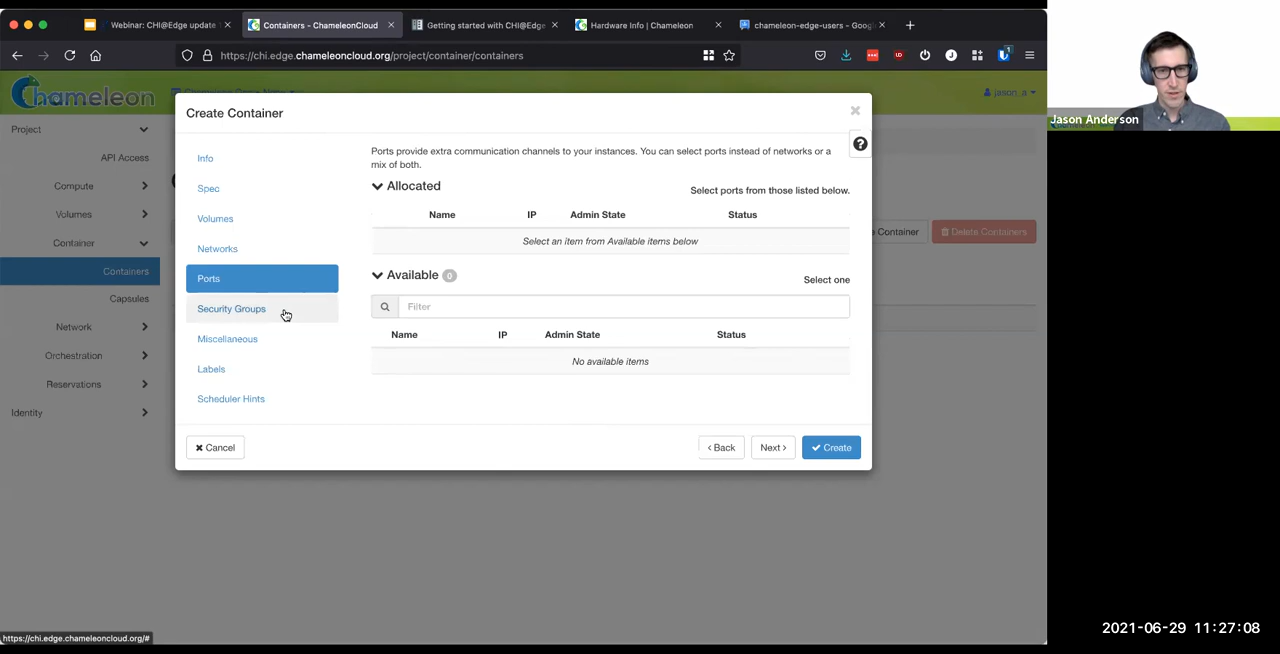 Webinar: CHI@Edge update
Containers - ChameleonCloud
Getting started with CHI@Edge
Hardware Info | Chameleon
chameleon-edge-users - Goog
https://chi.edge.chameleoncloud.org/project/container/containers
Chameleon
jason_a
Project
API Access
Compute
Volumes
Container
Containers
Capsules
Network
Orchestration
Reservations
Identity
e Container
Delete Containers
Create Container
Info
Spec
Volumes
Networks
Ports
Security Groups
Miscellaneous
Labels
Scheduler Hints
Ports provide extra communication channels to your instances. You can select ports instead of networks or a
mix of both.
Allocated
Select ports from those listed below.
Name IP Admin State Status
Select an item from Available items below
Available 0
Select one
Filter
Name IP Admin State Status
No available items
Cancel
‹ Back
Next ›
Create
https://chi.edge.chameleoncloud.org/#
Jason Anderson
2021-06-29 11:27:08